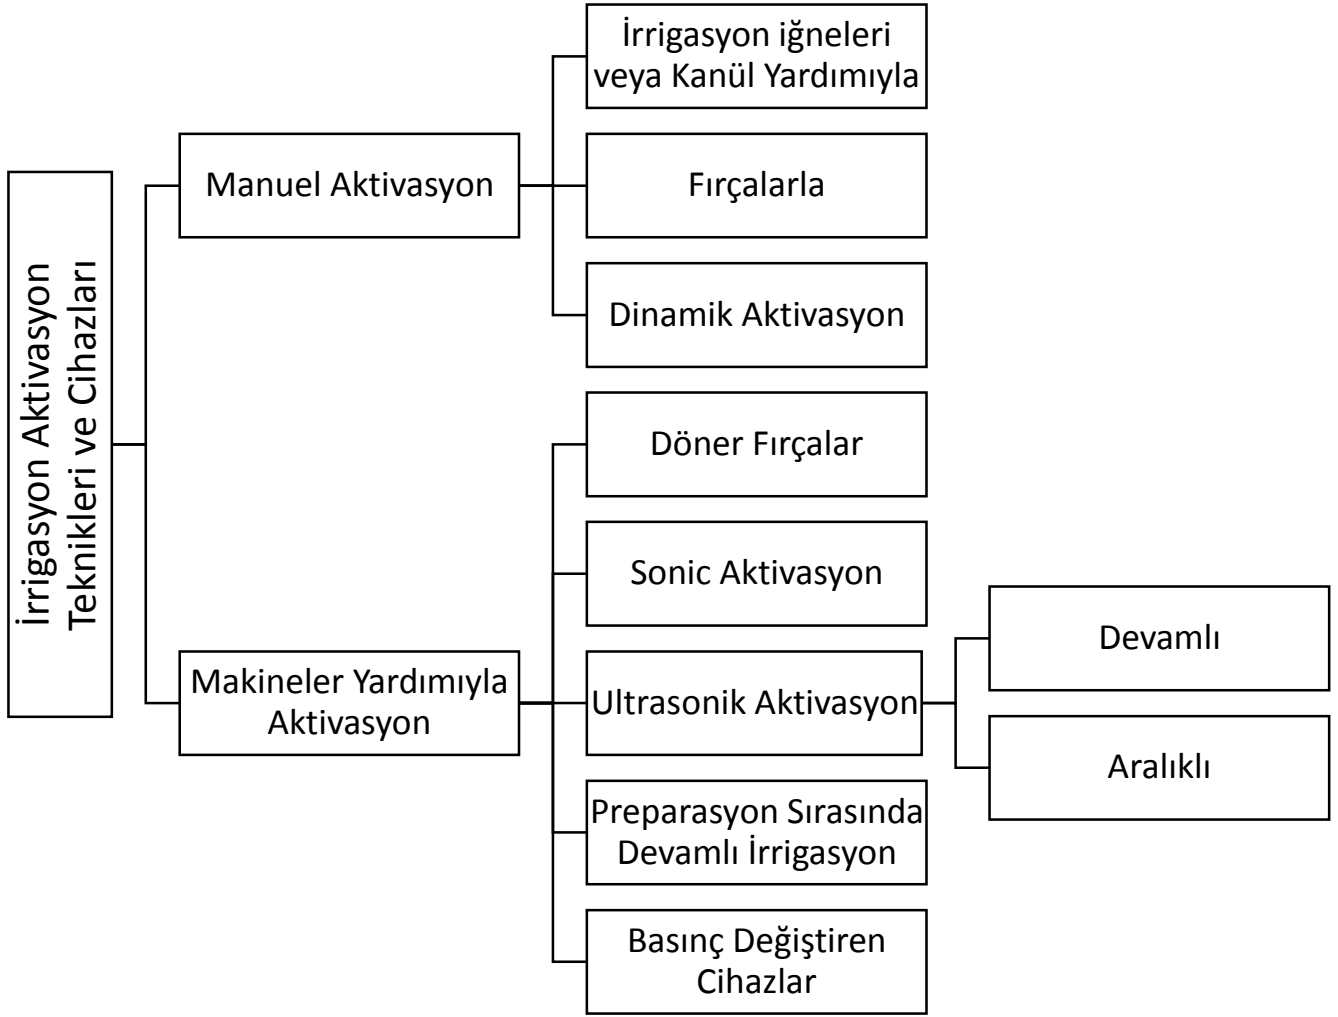 İrrigasyon Aktivasyon
Teknikleri ve Cihazları
Manuel Aktivasyon
İrrigasyon iğneleri
veya Kanül Yardımıyla
Fırçalarla
Dinamik Aktivasyon
Makineler Yardımıyla
Aktivasyon
Döner Fırçalar
Sonic Aktivasyon
Ultrasonik Aktivasyon
Devamlı
Aralıklı
Preparasyon Sırasında
Devamlı İrrigasyon
Basınç Değiştiren
Cihazlar